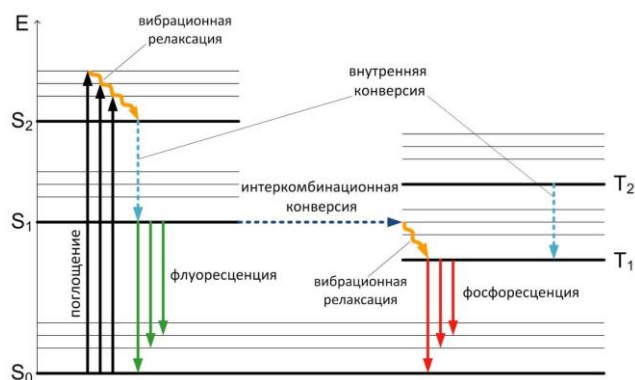 E
вибрационная
релаксация
внутренняя
конверсия
S2
T2
интеркомбинационная
конверсия
S1
поглощение
флуоресценция
вибрационная
релаксация
T1
фосфоресценция
S0